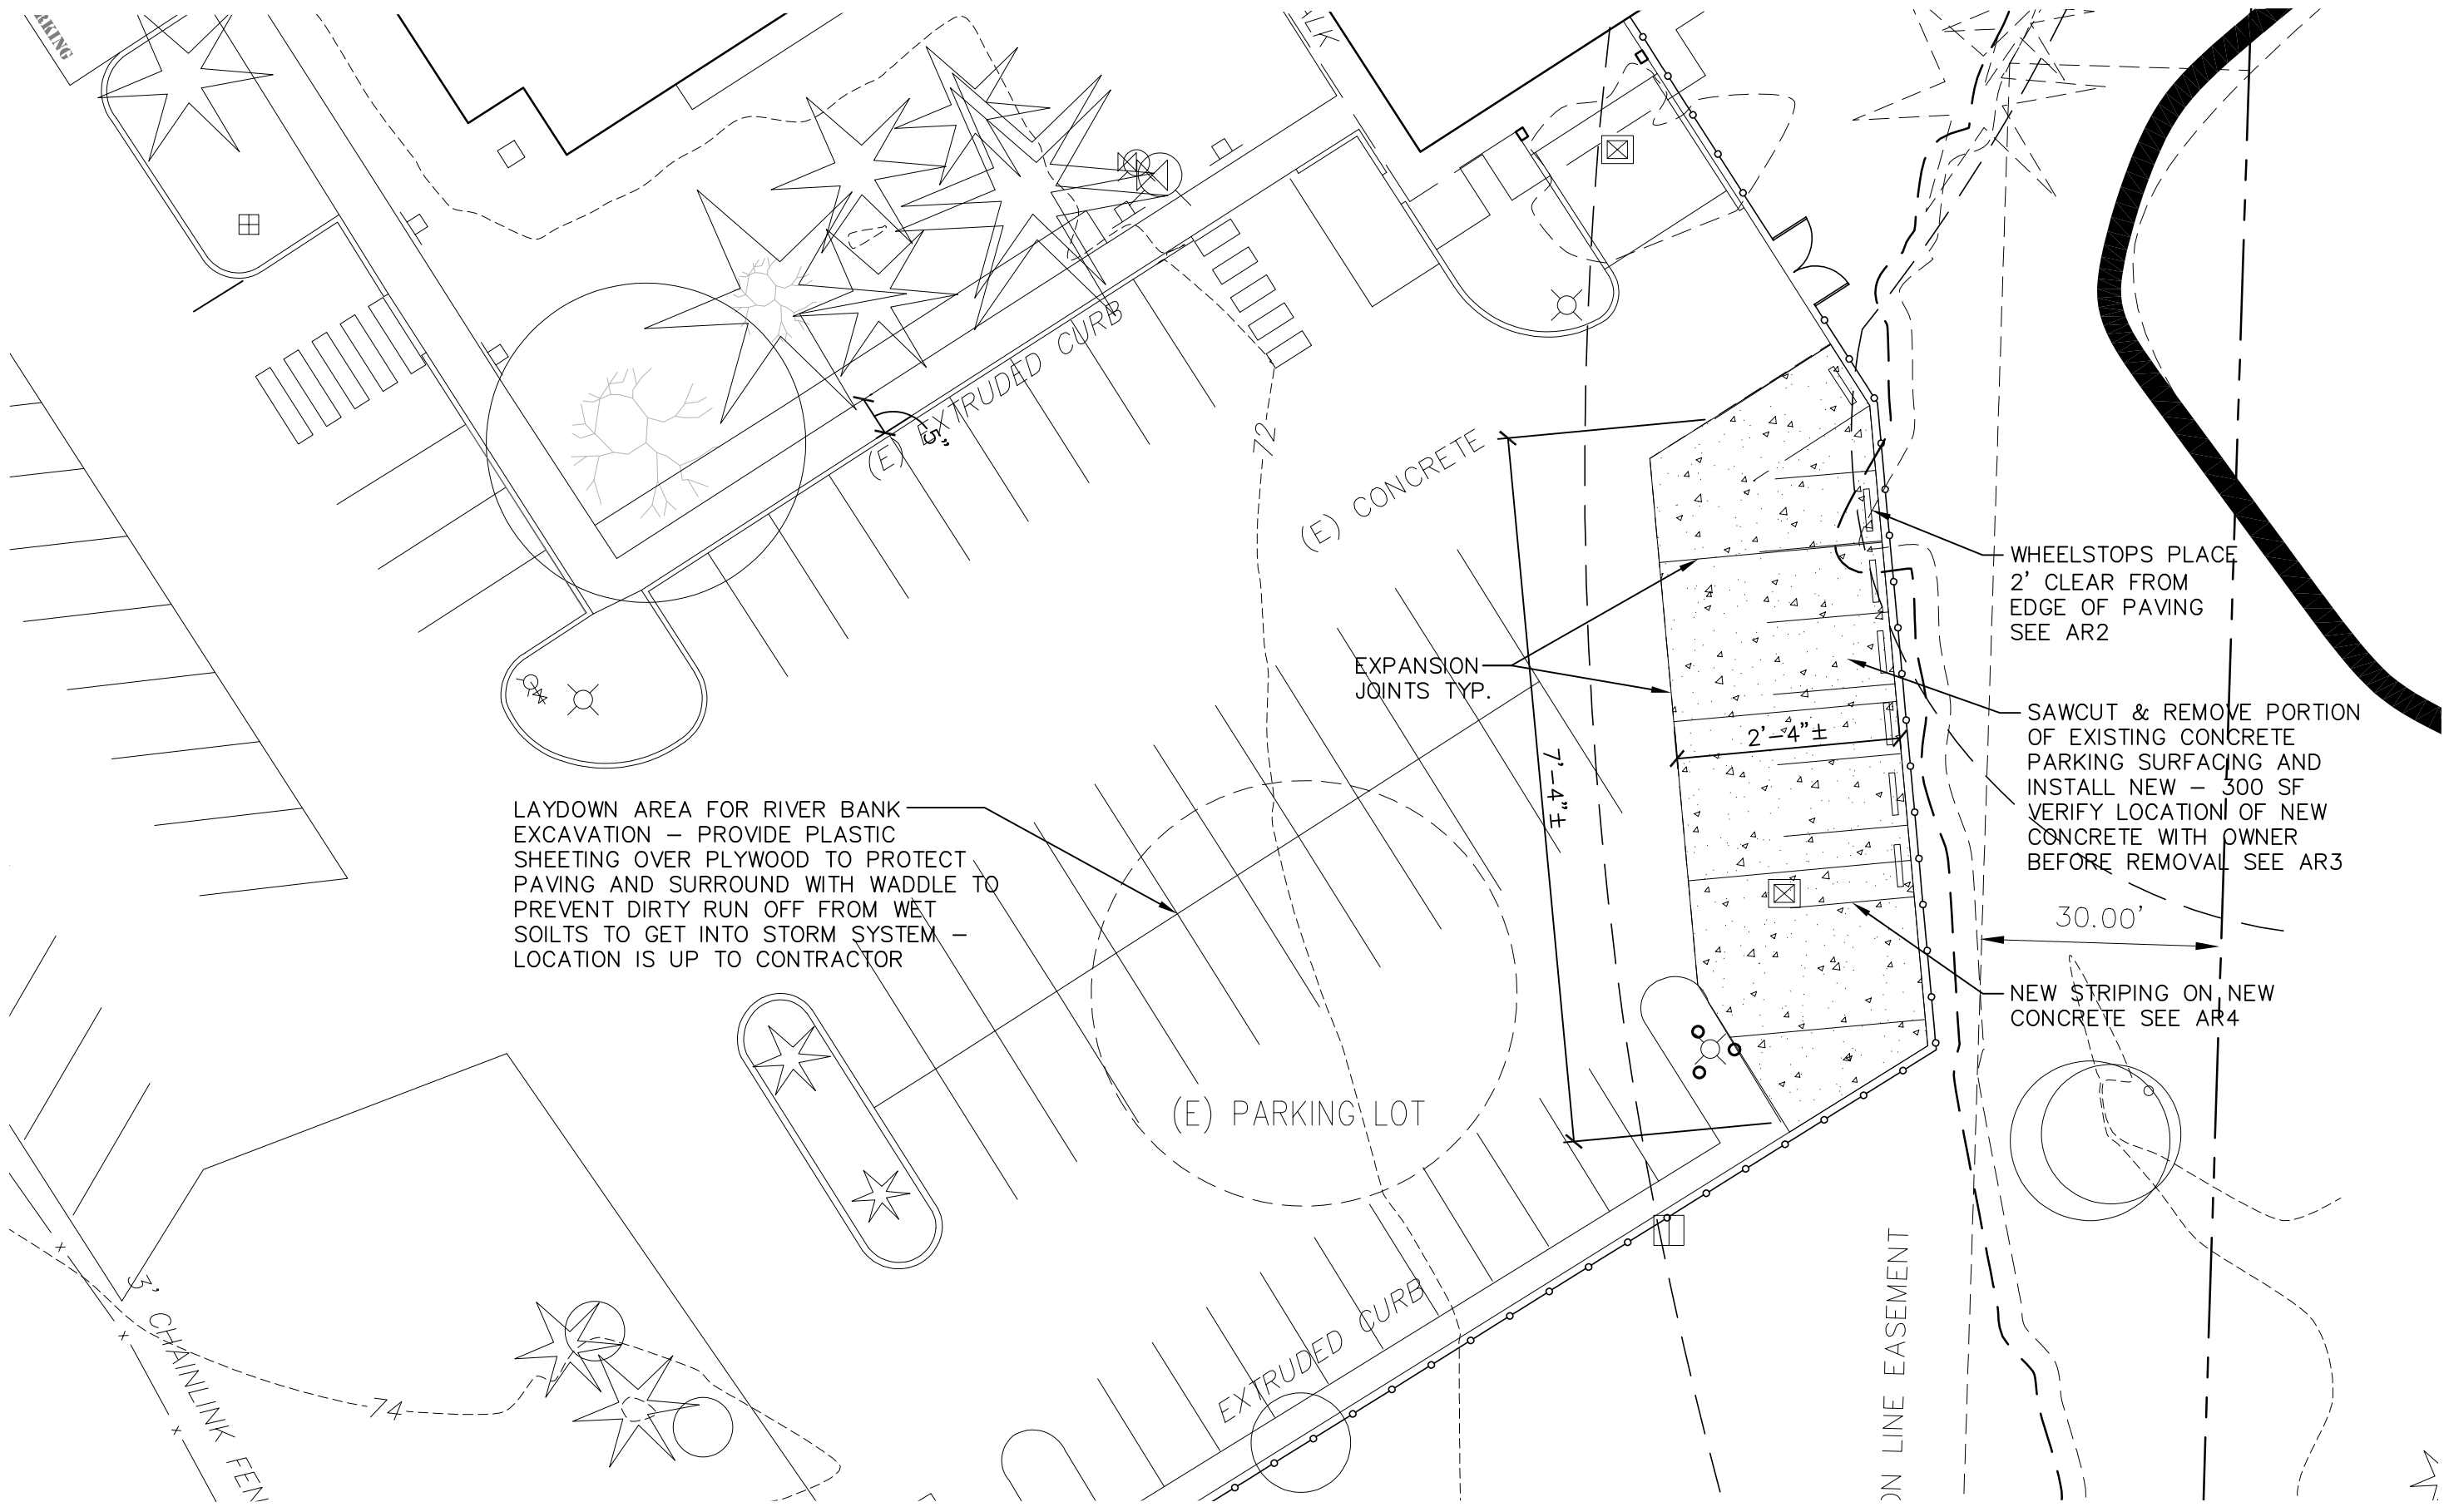 RKING
LK
(E) EXTRUDED CURB
5"
72
(E) CONCRETE
WHEELSTOPS PLACE
2' CLEAR FROM
EDGE OF PAVING
SEE AR2
EXPANSION
JOINTS TYP.
SAWCUT & REMOVE PORTION
OF EXISTING CONCRETE
PARKING SURFACING AND
INSTALL NEW – 300 SF
VERIFY LOCATION OF NEW
CONCRETE WITH OWNER
BEFORE REMOVAL SEE AR3
2'–4"±
7'–4"±
LAYDOWN AREA FOR RIVER BANK
EXCAVATION – PROVIDE PLASTIC
SHEETING OVER PLYWOOD TO PROTECT
PAVING AND SURROUND WITH WADDLE TO
PREVENT DIRTY RUN OFF FROM WET
SOILTS TO GET INTO STORM SYSTEM –
LOCATION IS UP TO CONTRACTOR
30.00'
NEW STRIPING ON NEW
CONCRETE SEE AR4
(E) PARKING LOT
3' CHAINLINK FEN
74
EXTRUDED CURB
ON LINE EASEMENT